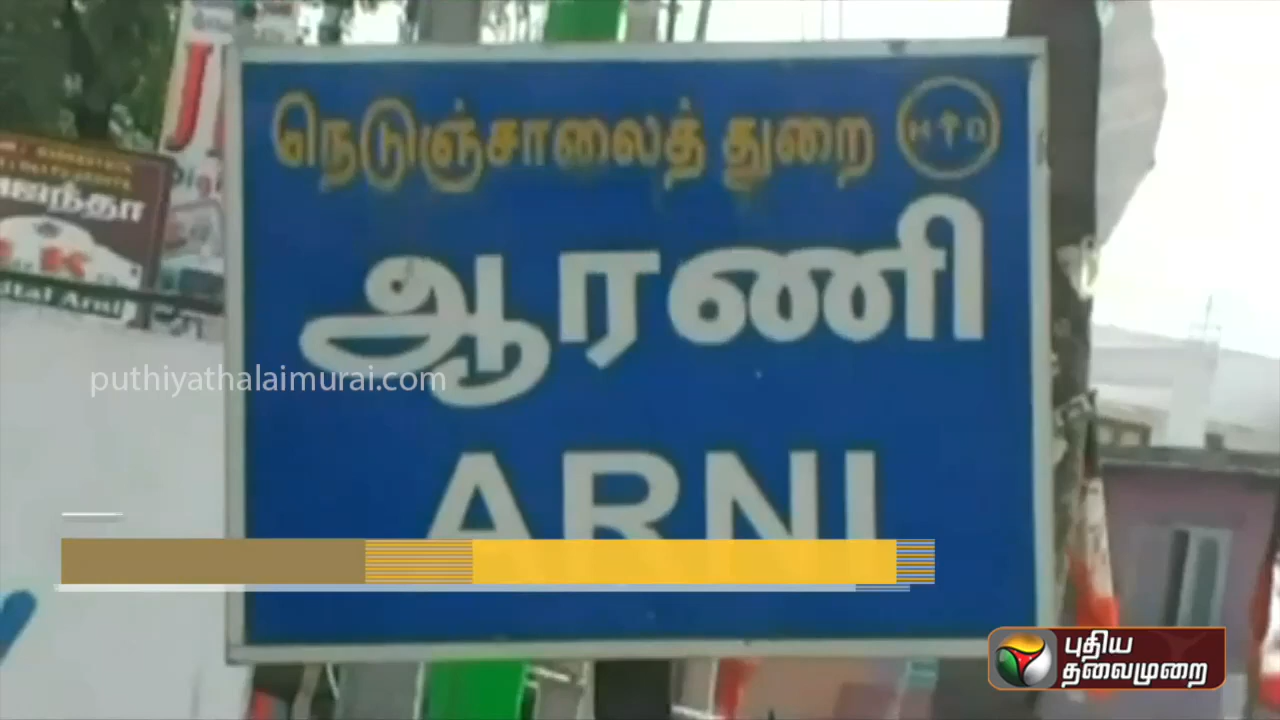 நெடுஞ்சாலைத் துறை
ஆரணி
ARNI
puthiyathalaimurai.com
புதிய
தலைமுறை